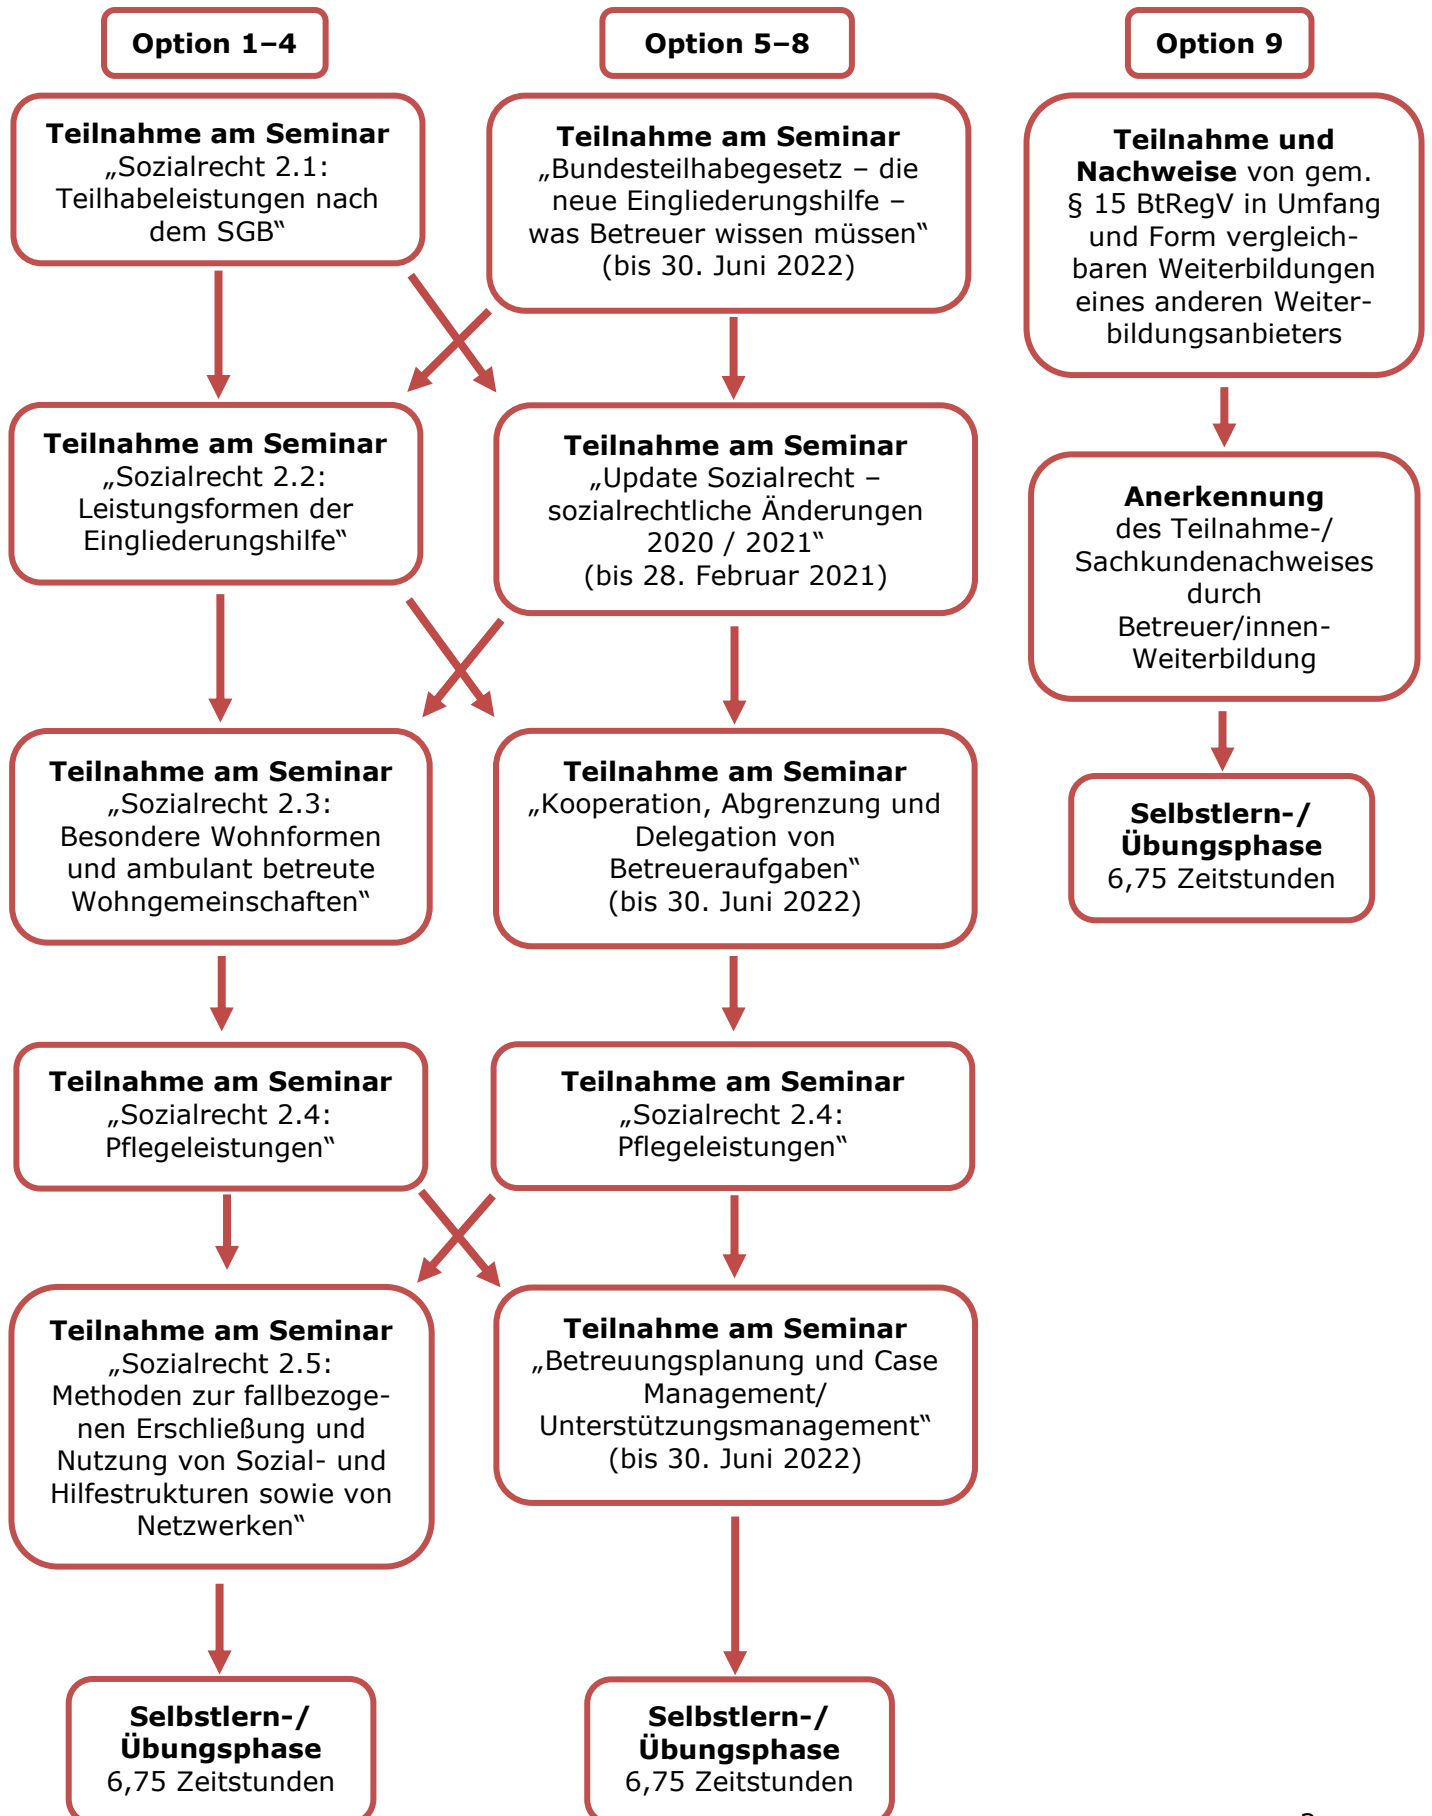 Option 1–4
Teilnahme am Seminar
„Sozialrecht 2.1:
Teilhabeleistungen nach
dem SGB“
Teilnahme am Seminar
„Sozialrecht 2.2:
Leistungsformen der
Eingliederungshilfe“
Teilnahme am Seminar
„Sozialrecht 2.3:
Besondere Wohnformen
und ambulant betreute
Wohngemeinschaften“
Teilnahme am Seminar
„Sozialrecht 2.4:
Pflegeleistungen“
Teilnahme am Seminar
„Sozialrecht 2.5:
Methoden zur fallbezoge-
nen Erschließung und
Nutzung von Sozial- und
Hilfestrukturen sowie von
Netzwerken“
Selbstlern-/
Übungsphase
6,75 Zeitstunden
Option 5–8
Teilnahme am Seminar
„Bundesteilhabegesetz – die
neue Eingliederungshilfe –
was Betreuer wissen müssen“
(bis 30. Juni 2022)
Teilnahme am Seminar
„Update Sozialrecht –
sozialrechtliche Änderungen
2020 / 2021“
(bis 28. Februar 2021)
Teilnahme am Seminar
„Kooperation, Abgrenzung und
Delegation von
Betreueraufgaben“
(bis 30. Juni 2022)
Teilnahme am Seminar
„Sozialrecht 2.4:
Pflegeleistungen“
Teilnahme am Seminar
„Betreuungsplanung und Case
Management/
Unterstützungsmanagement“
(bis 30. Juni 2022)
Selbstlern-/
Übungsphase
6,75 Zeitstunden
Option 9
Teilnahme und
Nachweise von gem.
§ 15 BtRegV in Umfang
und Form vergleich-
baren Weiterbildungen
eines anderen Weiter-
bildungsanbieters
Anerkennung
des Teilnahme-/
Sachkundenachweises
durch
Betreuer/innen-
Weiterbildung
Selbstlern-/
Übungsphase
6,75 Zeitstunden